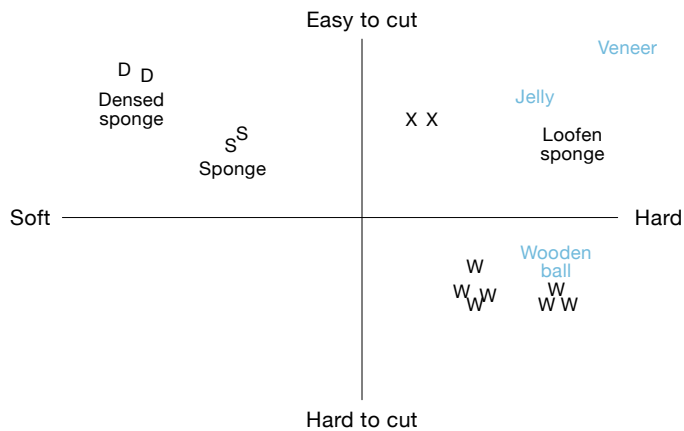 Easy to cut
Veneer
D D
Densed
sponge
Jelly
X X
S
S
Sponge
Loofen
sponge
Soft
Hard
Wooden
ball
W
W W
W
W
W W
Hard to cut